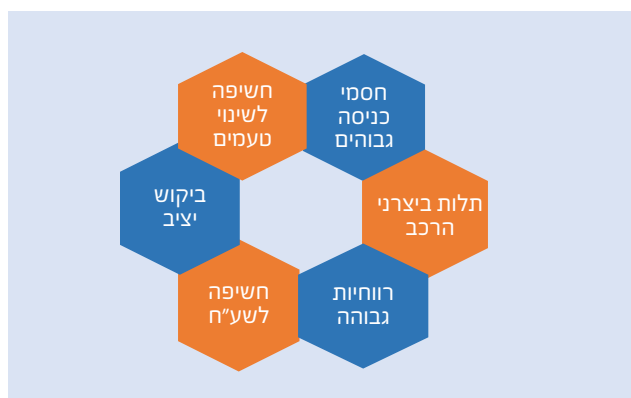 חסמי
כניסה
גבוהים
חשיפה
לשינוי
טעמים
תלות ביצרני
הרכב
ביקוש
יציב
רווחיות
גבוהה
חשיפה
לשע״ח